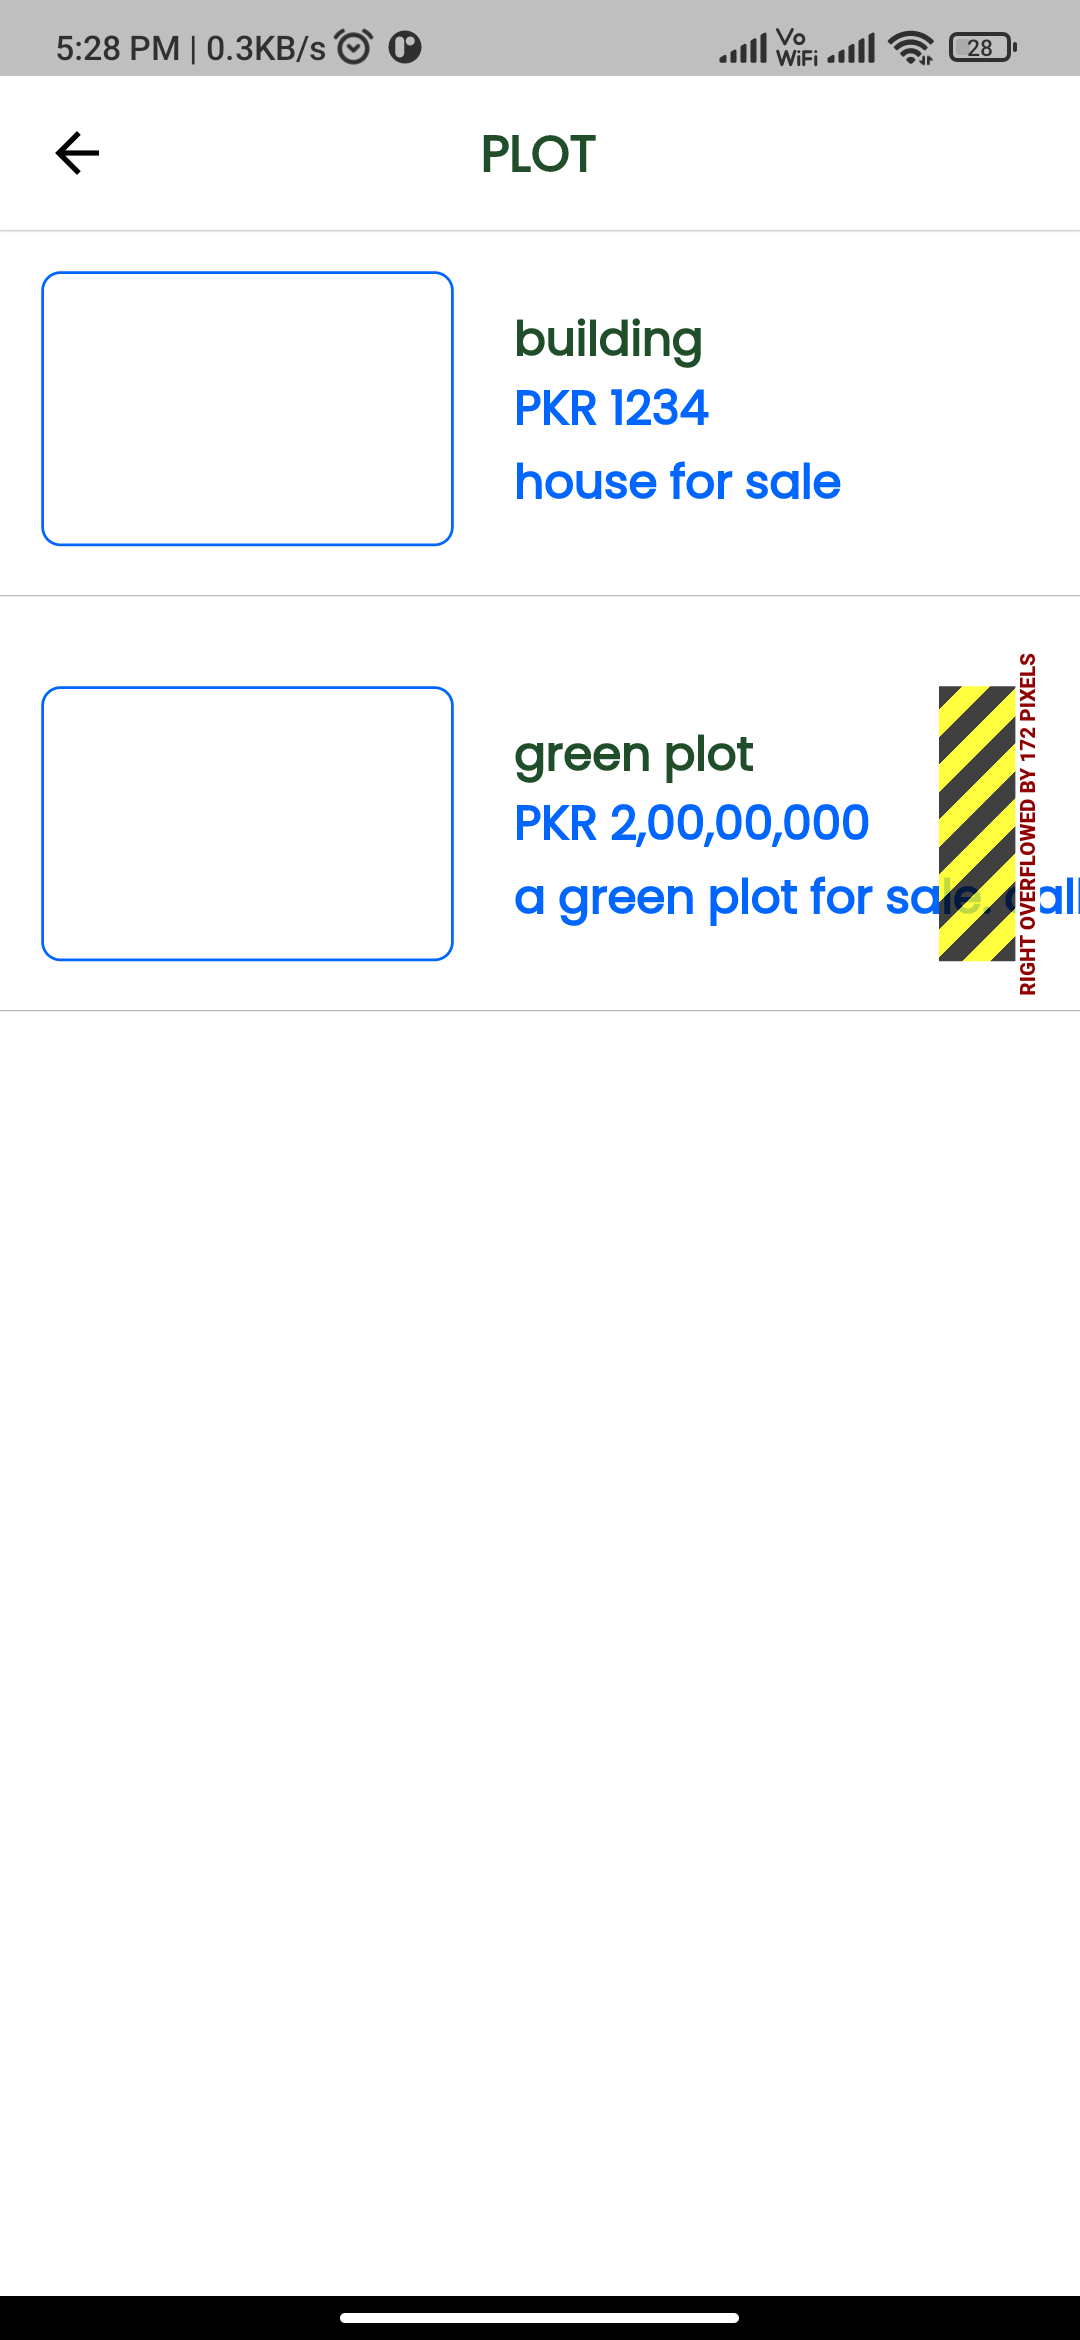 5:28 PM | 0.3KB/s
Vo
WiFi
28
PLOT
building
PKR 1234
house for sale
green plot
PKR 2,00,00,000
a green plot for sale.
RIGHT OVERFLOWED BY 172 PIXELS